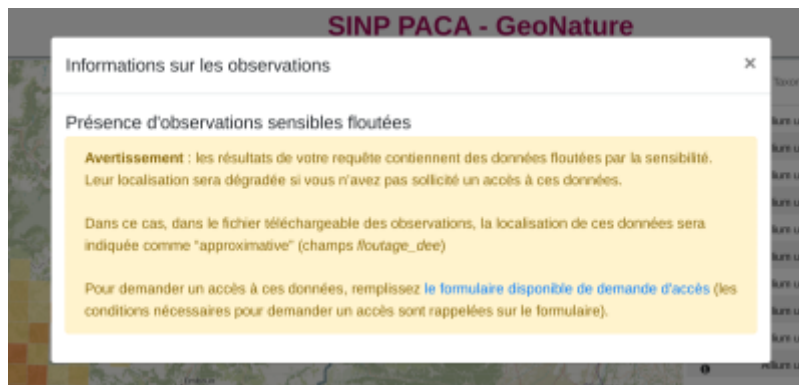 SINP PACA - GeoNature
Informations sur les observations
×
Présence d'observations sensibles floutées
Avertissement : les résultats de votre requête contiennent des données floutées par la sensibilité.
Leur localisation sera dégradée si vous n'avez pas sollicité un accès à ces données.
Dans ce cas, dans le fichier téléchargeable des observations, la localisation de ces données sera
indiquée comme "approximative" (champs floutage_dee)
Pour demander un accès à ces données, remplissez le formulaire disponible de demande d'accès (les
conditions nécessaires pour demander un accès sont rappelées sur le formulaire).